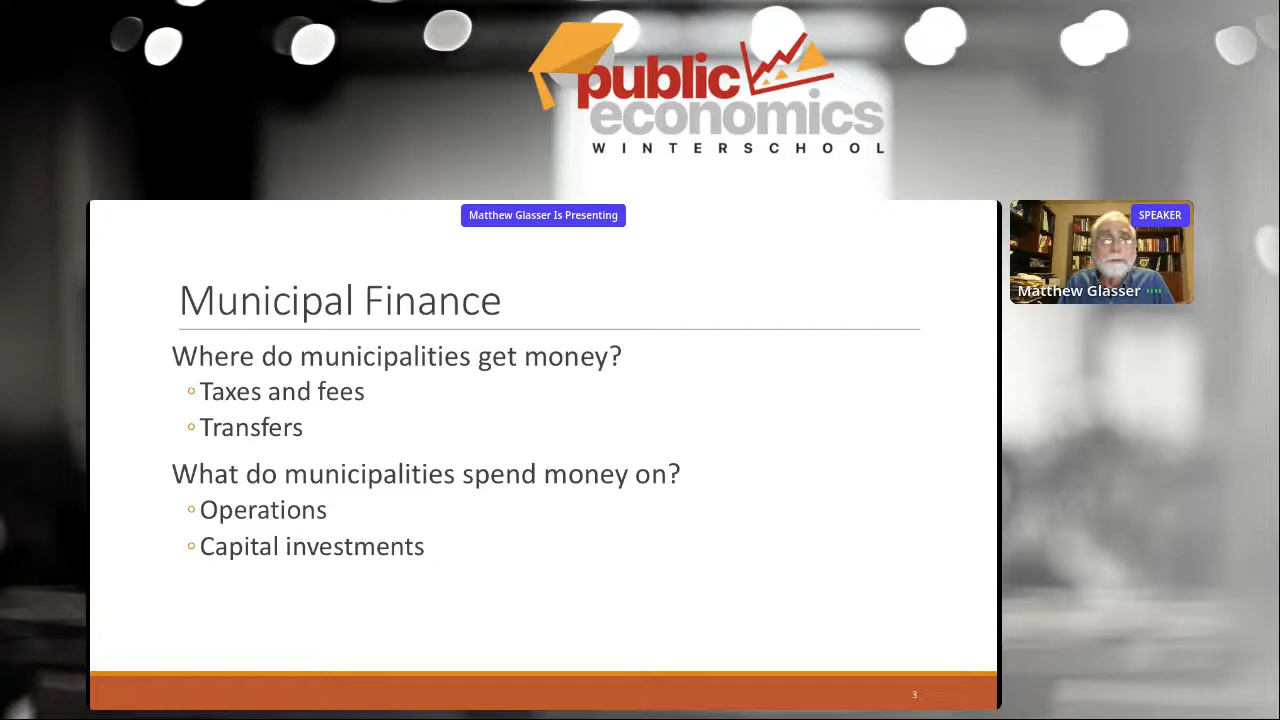 public
economics
WINTERSCHOOL
Matthew Glasser Is Presenting
SPEAKER
Matthew Glasser
Municipal Finance
Where do municipalities get money?
Taxes and fees
Transfers
What do municipalities spend money on?
Operations
Capital investments
3